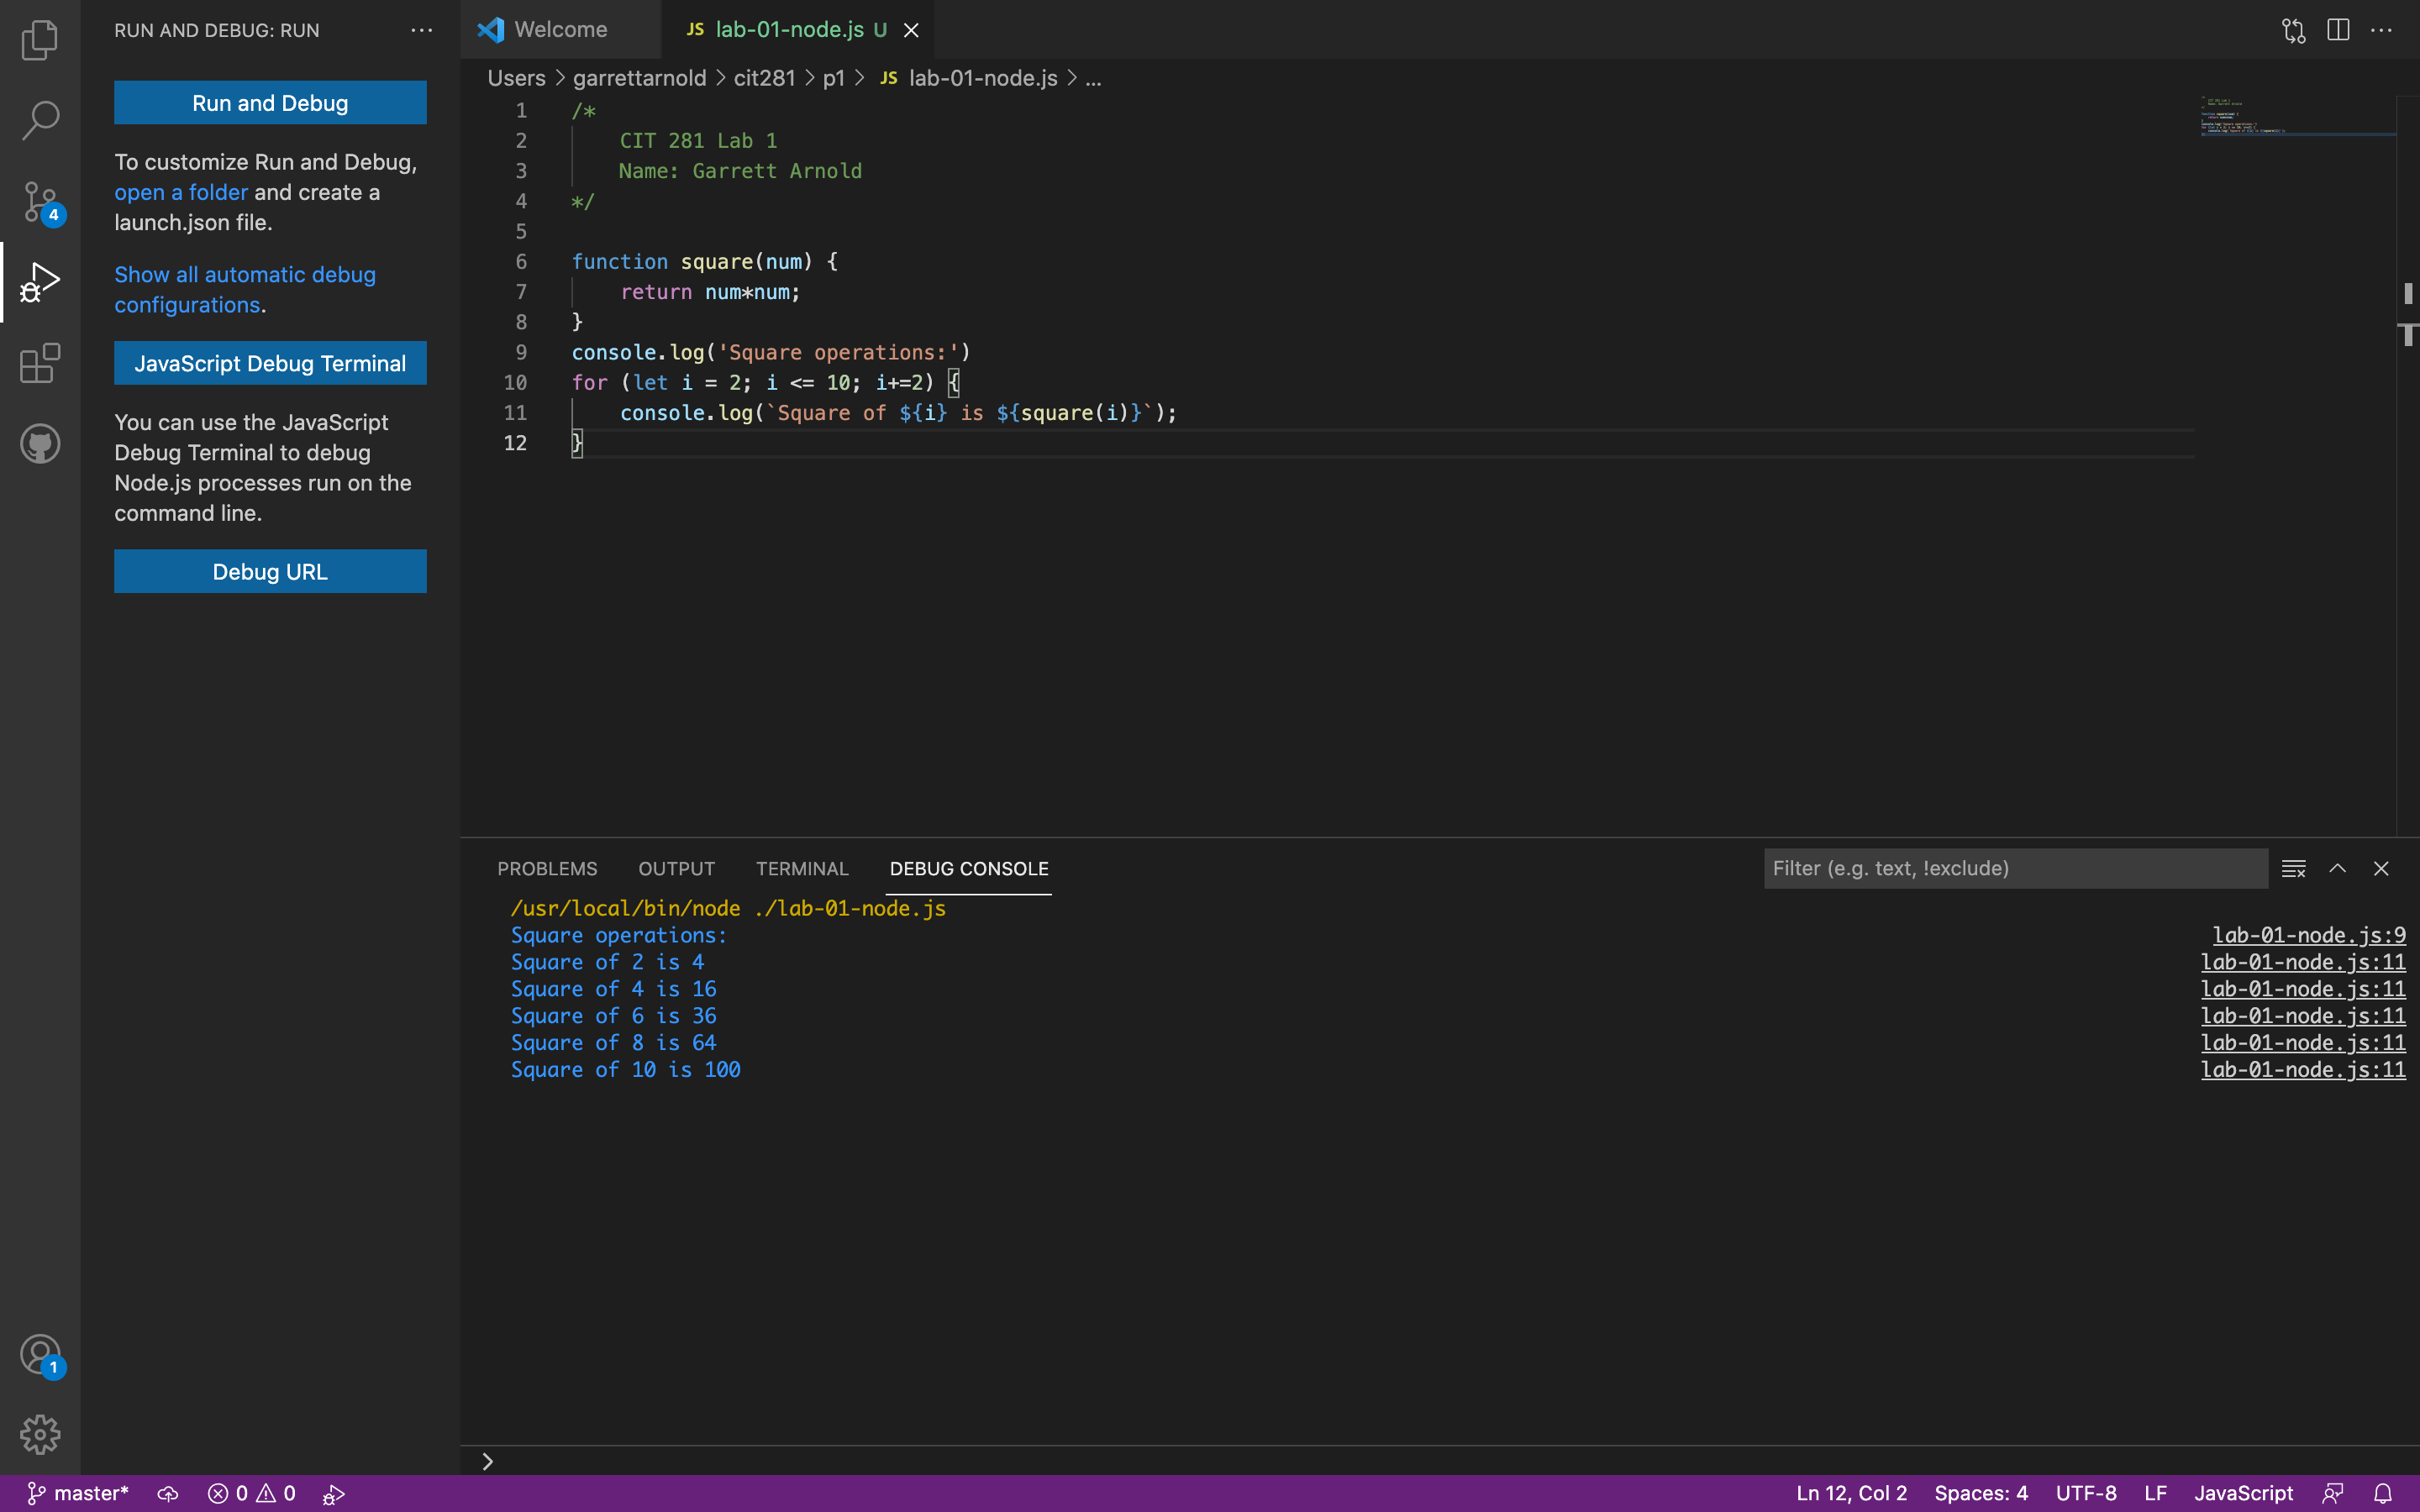 RUN AND DEBUG: RUN
Run and Debug
To customize Run and Debug,
open a folder and create a
launch.json file.
Show all automatic debug
configurations.
JavaScript Debug Terminal
You can use the JavaScript
Debug Terminal to debug
Node.js processes run on the
command line.
Debug URL
4
1
Welcome
JS lab-01-node.js U
Users > garrettarnold > cit281 > p1 > JS lab-01-node.js > ...
1 /*
2     CIT 281 Lab 1
3     Name: Garrett Arnold
4 */
5
6 function square(num) {
7     return num*num;
8 }
9 console.log('Square operations:')
10 for (let i = 2; i <= 10; i+=2) {
11     console.log(`Square of ${i} is ${square(i)}`);
12 }
PROBLEMS OUTPUT TERMINAL DEBUG CONSOLE Filter (e.g. text, !exclude)
/usr/local/bin/node ./lab-01-node.js
Square operations: lab-01-node.js:9
Square of 2 is 4 lab-01-node.js:11
Square of 4 is 16 lab-01-node.js:11
Square of 6 is 36 lab-01-node.js:11
Square of 8 is 64 lab-01-node.js:11
Square of 10 is 100 lab-01-node.js:11
master* 0 0 Ln 12, Col 2 Spaces: 4 UTF-8 LF JavaScript